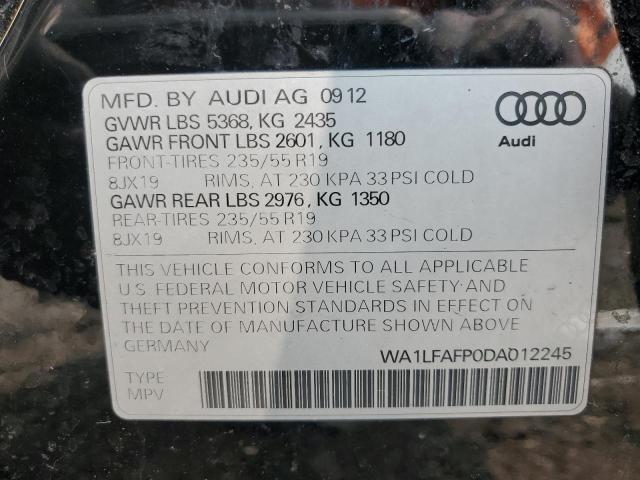 MFD. BY AUDI AG 0912
GVWR LBS 5368, KG 2435
GAWR FRONT LBS 2601, KG 1180
FRONT-TIRES 235/55 R19
8JX19 RIMS, AT 230 KPA 33 PSI COLD
GAWR REAR LBS 2976, KG 1350
REAR-TIRES 235/55 R19
8JX19 RIMS, AT 230 KPA 33 PSI COLD
Audi
THIS VEHICLE CONFORMS TO ALL APPLICABLE
U.S. FEDERAL MOTOR VEHICLE SAFETY AND
THEFT PREVENTION STANDARDS IN EFFECT ON
THE DATE OF MANUFACTURE SHOWN ABOVE
GERMANY
WA1LFAFP0DA012245
TYPE:
MPV